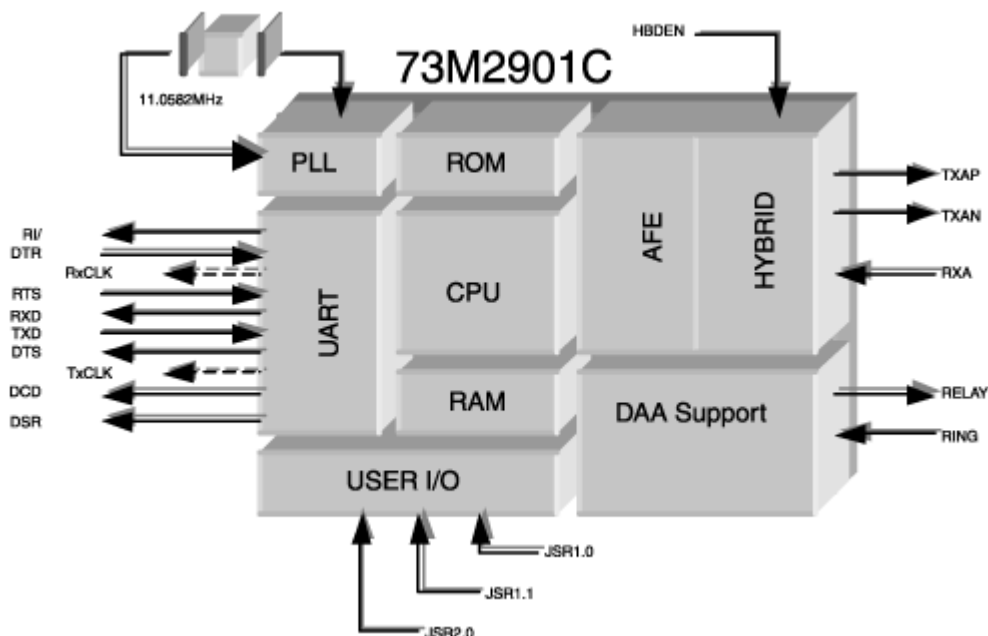 HBDEN
73M2901C
11.0582MHz
PLL
ROM
TXAP
TXAN
RXA
AFE
HYBRID
RI/
DTR
RxCLK
RTS
RXD
TXD
DTS
TxCLK
DCD
DSR
UART
CPU
RAM
DAA Support
RELAY
RING
USER I/O
JSR1.0
JSR1.1
JSR2.0